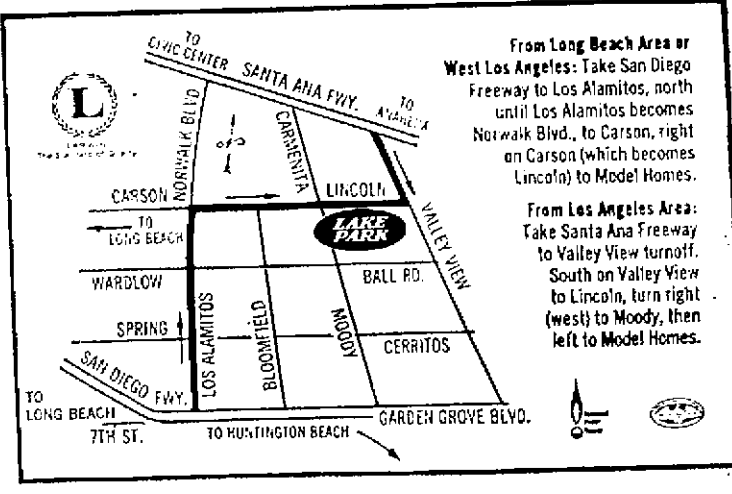 TO
CIVIC CENTER
SANTA ANA FWY.
TO
ANAHEIM
L
LARWIN
NORWALK BLVD
CARMENITA
CARSON
LINCOLN
TO
LONG BEACH
LAKE
PARK
VALLEY VIEW
WARDLOW
BALL RD.
LOS ALAMITOS
BLOOMFIELD
MOODY
SPRING
CERRITOS
SAN DIEGO FWY.
TO
LONG BEACH
7TH ST.
GARDEN GROVE BLVD.
TO HUNTINGTON BEACH
From Long Beach Area or
West Los Angeles: Take San Diego
Freeway to Los Alamitos, north
until Los Alamitos becomes
Norwalk Blvd., to Carson, right
on Carson (which becomes
Lincoln) to Model Homes.
From Los Angeles Area:
Take Santa Ana Freeway
to Valley View turnoff.
South on Valley View
to Lincoln, turn right
(west) to Moody, then
left to Model Homes.